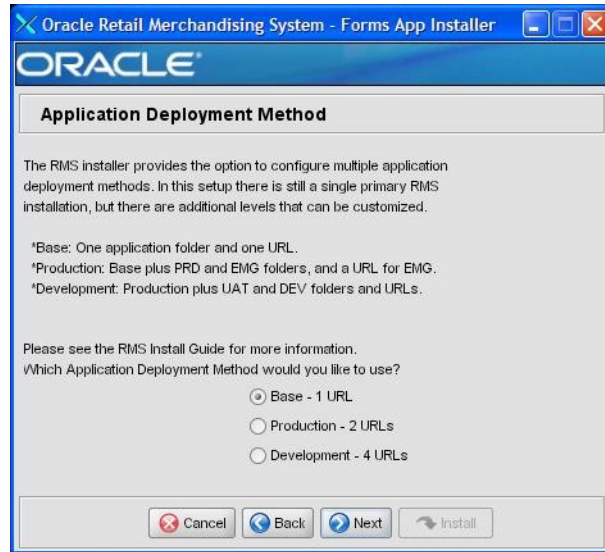 Oracle Retail Merchandising System - Forms App Installer
ORACLE
Application Deployment Method
The RMS installer provides the option to configure multiple application
deployment methods. In this setup there is still a single primary RMS
installation, but there are additional levels that can be customized.
*Base: One application folder and one URL.
*Production: Base plus PRD and EMG folders, and a URL for EMG.
*Development: Production plus UAT and DEV folders and URLs.
Please see the RMS Install Guide for more information.
Which Application Deployment Method would you like to use?
Base - 1 URL
Production - 2 URLs
Development - 4 URLs
Cancel Back Next Install